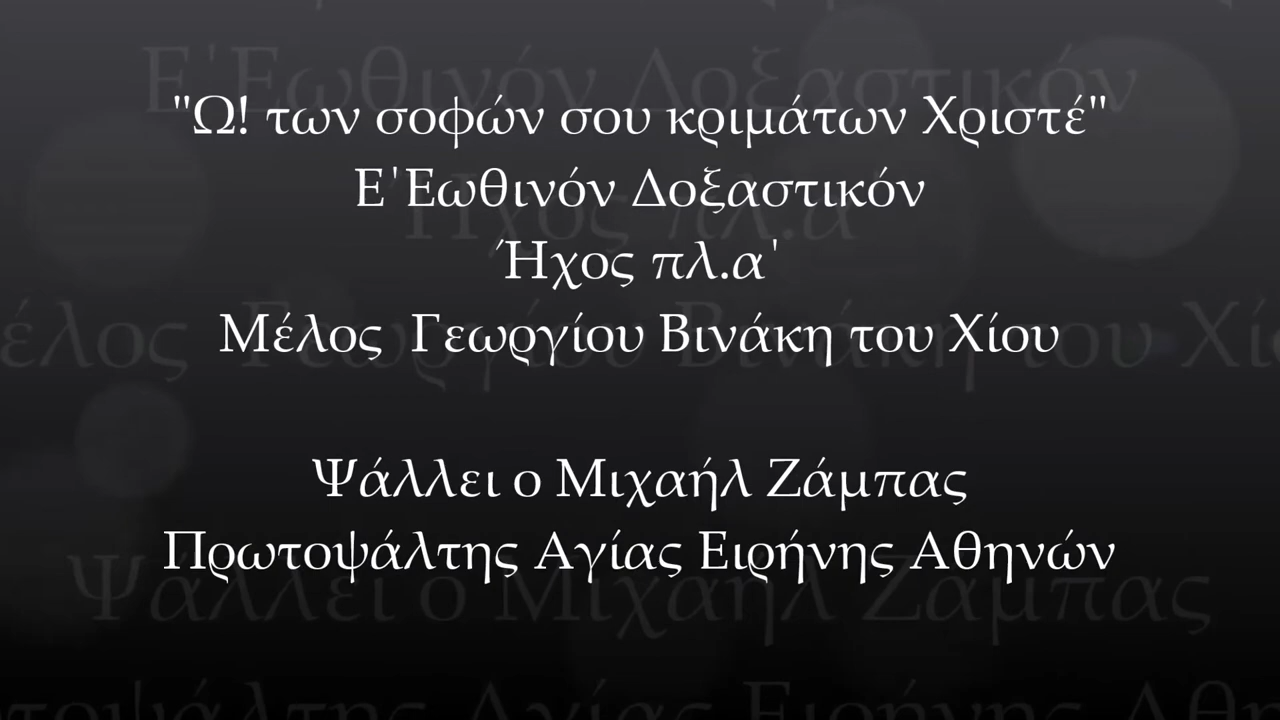 "Ω! των σοφών σου κριμάτων Χριστέ"
Ε΄Εωθινόν Δοξαστικόν
Ήχος πλ.α΄
Μέλος Γεωργίου Βινάκη του Χίου
Ψάλλει ο Μιχαήλ Ζάμπας
Πρωτοψάλτης Αγίας Ειρήνης Αθηνών